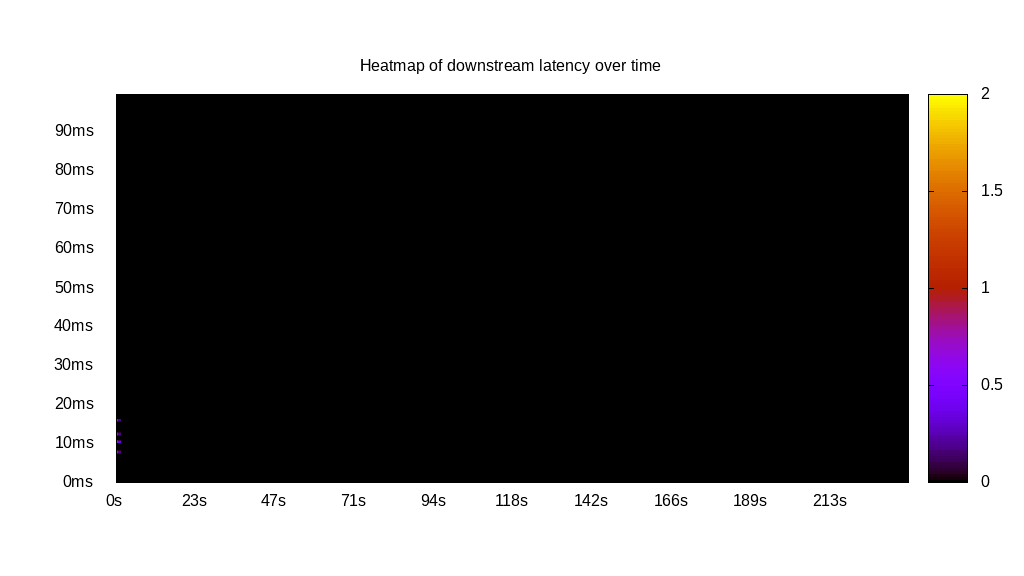 Heatmap of downstream latency over time
90ms
80ms
70ms
60ms
50ms
40ms
30ms
20ms
10ms
0ms
0s 23s 47s 71s 94s 118s 142s 166s 189s 213s
2
1.5
1
0.5
0